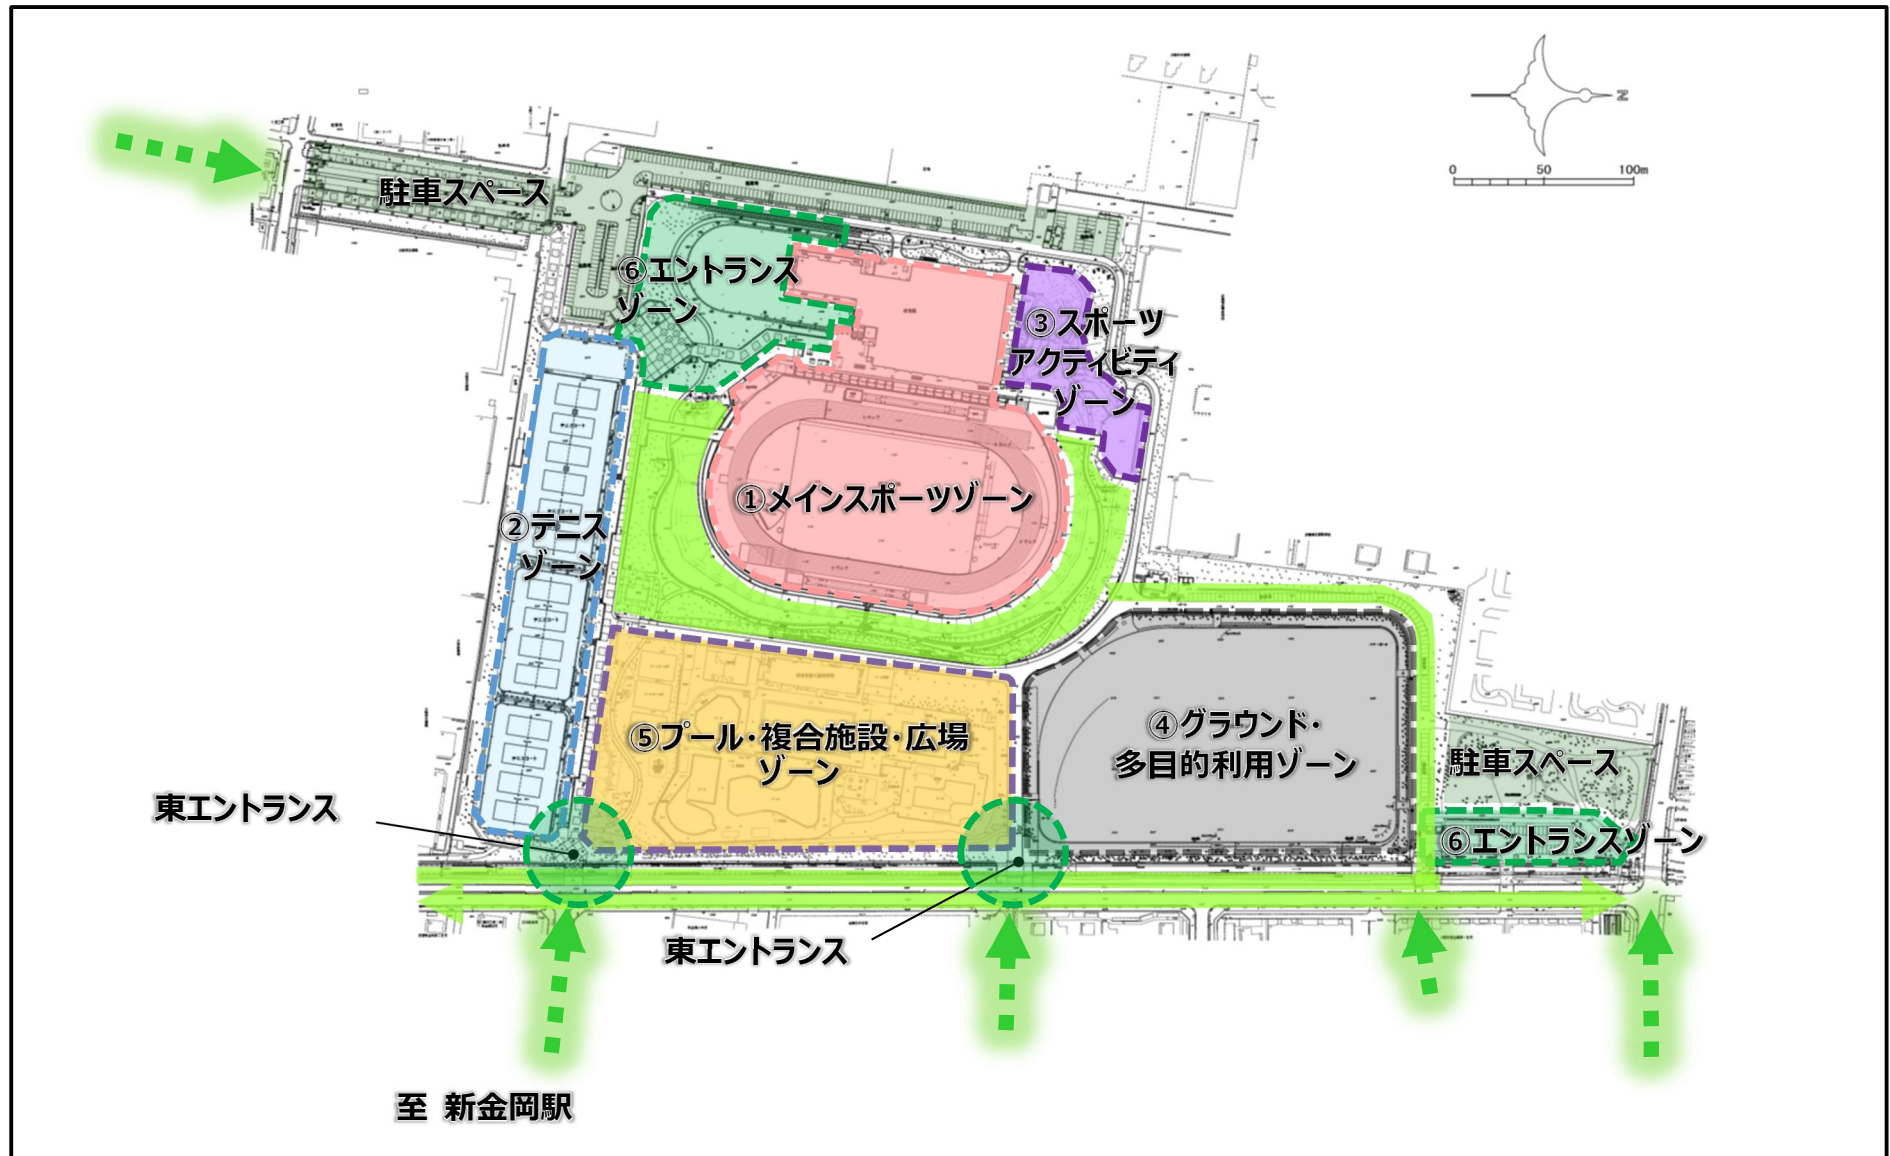 N
0 50 100m
駐車スペース
⑥エントランス
ゾーン
③スポーツ
アクティビティ
ゾーン
①メインスポーツゾーン
②テニス
ゾーン
⑤プール・複合施設・広場
ゾーン
④グラウンド・
多目的利用ゾーン
駐車スペース
⑥エントランスゾーン
東エントランス
東エントランス
至 新金岡駅